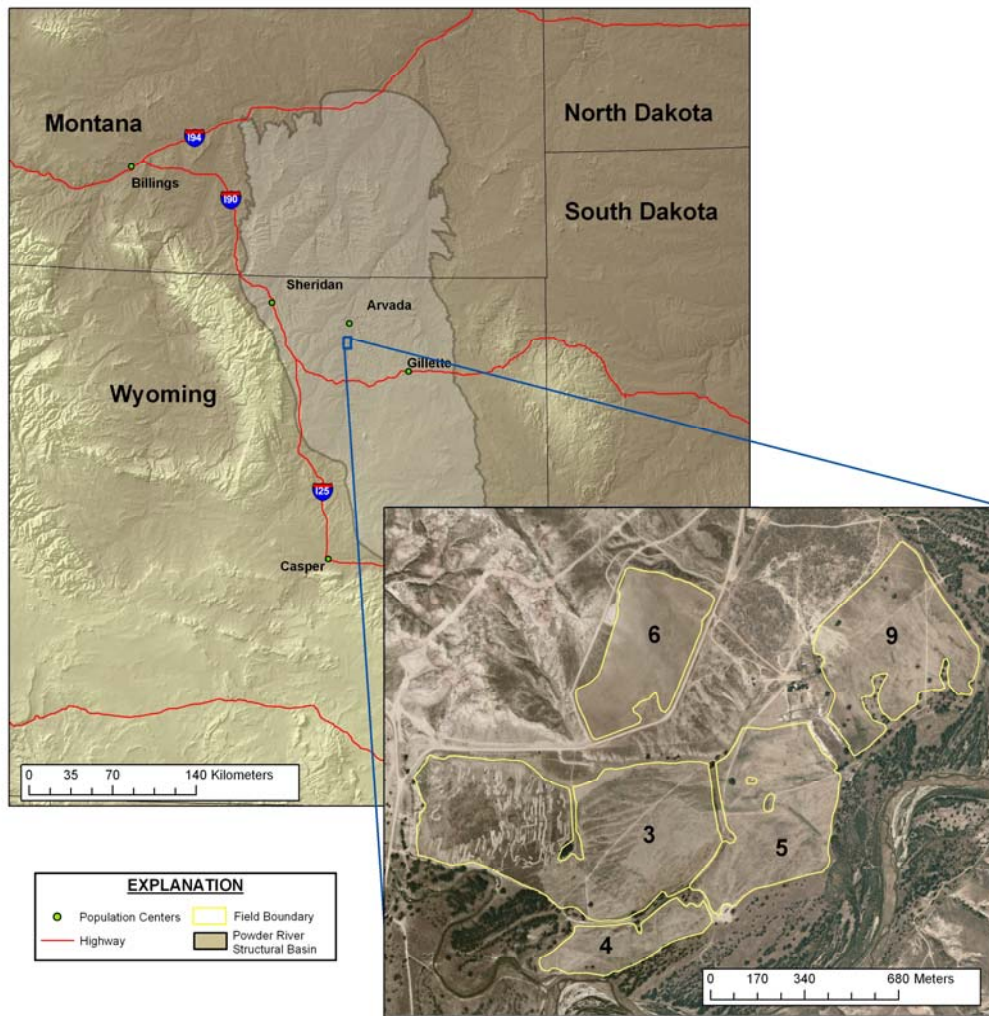 Montana
North Dakota
I94
Billings
I90
South Dakota
Sheridan
Arvada
Gillette
Wyoming
I25
Casper
0 35 70 140 Kilometers
6
9
3
5
4
0 170 340 680 Meters
EXPLANATION
Population Centers
Field Boundary
Highway
Powder River
Structural Basin